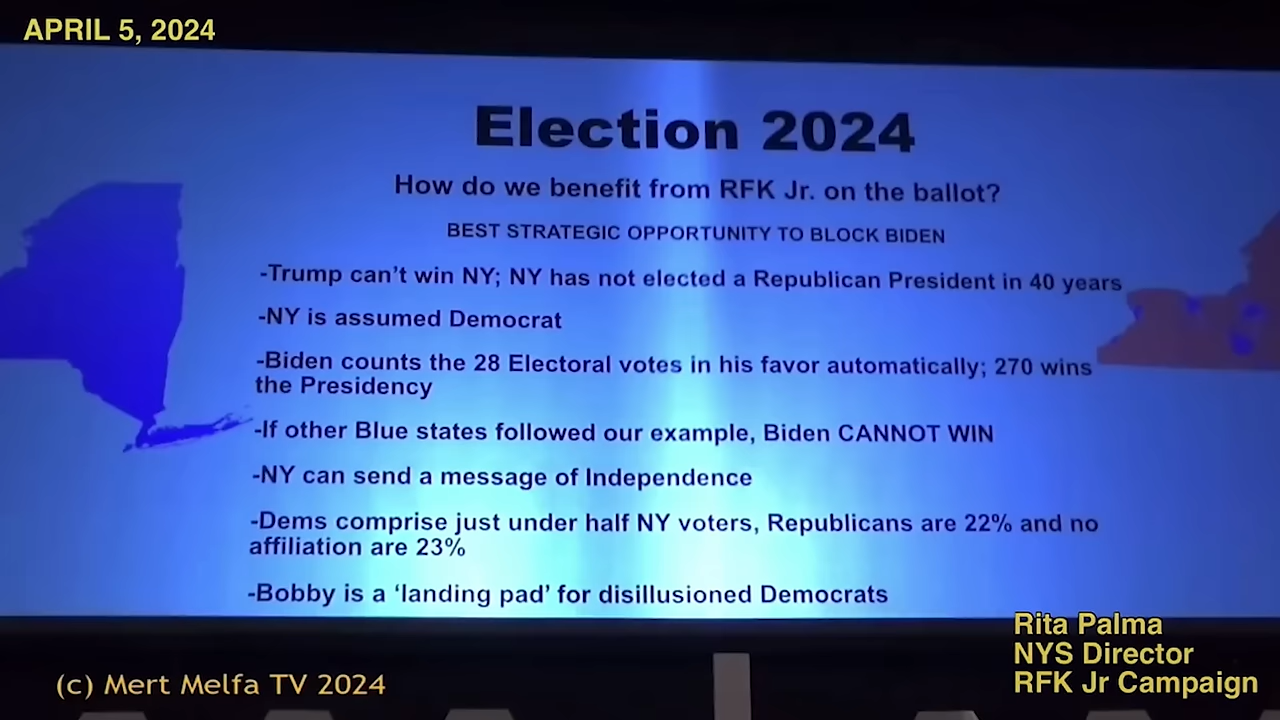 APRIL 5, 2024
Election 2024
How do we benefit from RFK Jr. on the ballot?
BEST STRATEGIC OPPORTUNITY TO BLOCK BIDEN
-Trump can't win NY; NY has not elected a Republican President in 40 years
-NY is assumed Democrat
-Biden counts the 28 Electoral votes in his favor automatically; 270 wins
the Presidency
-If other Blue states followed our example, Biden CANNOT WIN
-NY can send a message of Independence
-Dems comprise just under half NY voters, Republicans are 22% and no
affiliation are 23%
-Bobby is a ‘landing pad’ for disillusioned Democrats
Rita Palma
NYS Director
RFK Jr Campaign
(c) Mert Melfa TV 2024